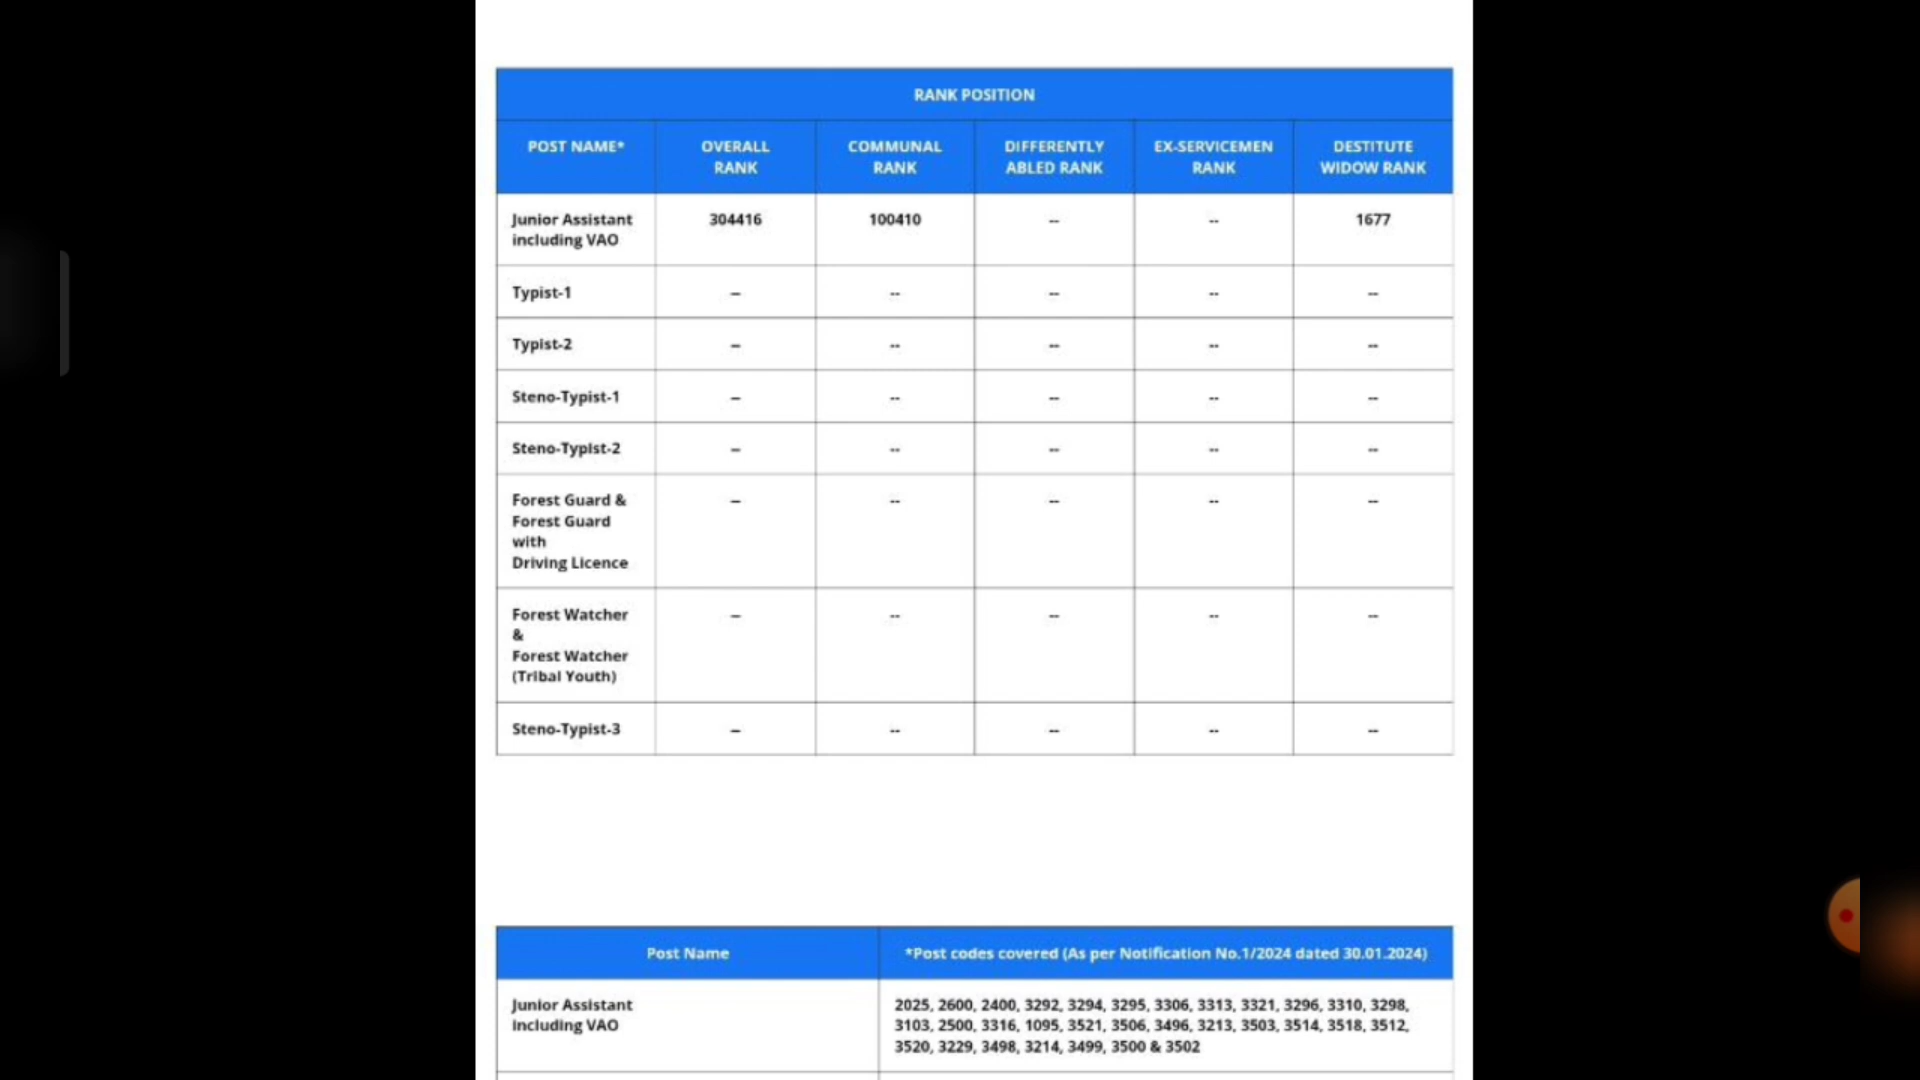 RANK POSITION
POST NAME* OVERALL RANK COMMUNAL RANK DIFFERENTLY ABLED RANK EX-SERVICEMEN RANK DESTITUTE WIDOW RANK
Junior Assistant 304416 100410 -- -- 1677
including VAO
Typist-1 -- -- -- -- --
Typist-2 -- -- -- -- --
Steno-Typist-1 -- -- -- -- --
Steno-Typist-2 -- -- -- -- --
Forest Guard & -- -- -- -- --
Forest Guard
with
Driving Licence
Forest Watcher -- -- -- -- --
&
Forest Watcher
(Tribal Youth)
Steno-Typist-3 -- -- -- -- --
Post Name *Post codes covered (As per Notification No.1/2024 dated 30.01.2024)
Junior Assistant 2025, 2600, 2400, 3292, 3294, 3295, 3306, 3313, 3321, 3296, 3310, 3298,
including VAO 3103, 2500, 3316, 1095, 3521, 3506, 3496, 3213, 3503, 3514, 3518, 3512,
3520, 3229, 3498, 3214, 3499, 3500 & 3502